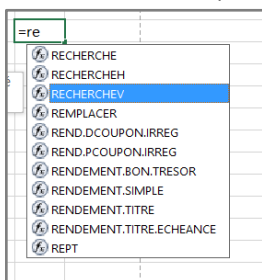 =re
RECHERCHE
RECHERCHEH
RECHERCHEV
REMPLACER
REND.DCOUPON.IRREG
REND.PCOUPON.IRREG
RENDEMENT.BON.TRESOR
RENDEMENT.SIMPLE
RENDEMENT.TITRE
RENDEMENT.TITRE.ECHEANCE
REPT